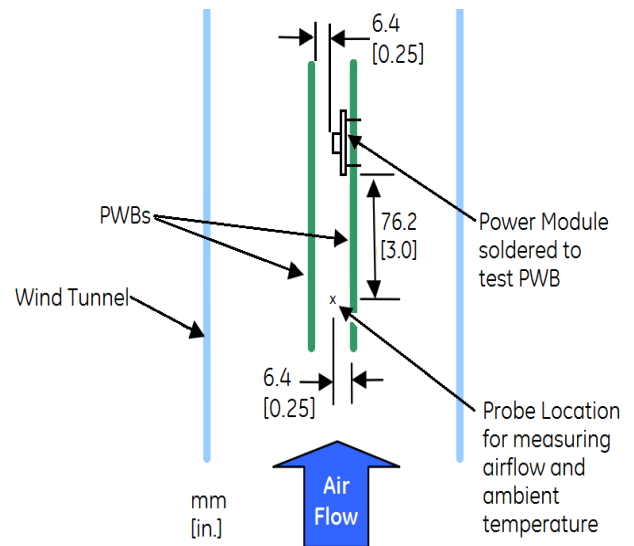 6.4
[0.25]
PWBs
76.2
[3.0]
Power Module
soldered to
test PWB
Wind Tunnel
x
6.4
[0.25]
Probe Location
for measuring
airflow and
ambient
temperature
Air
Flow
mm
[in.]